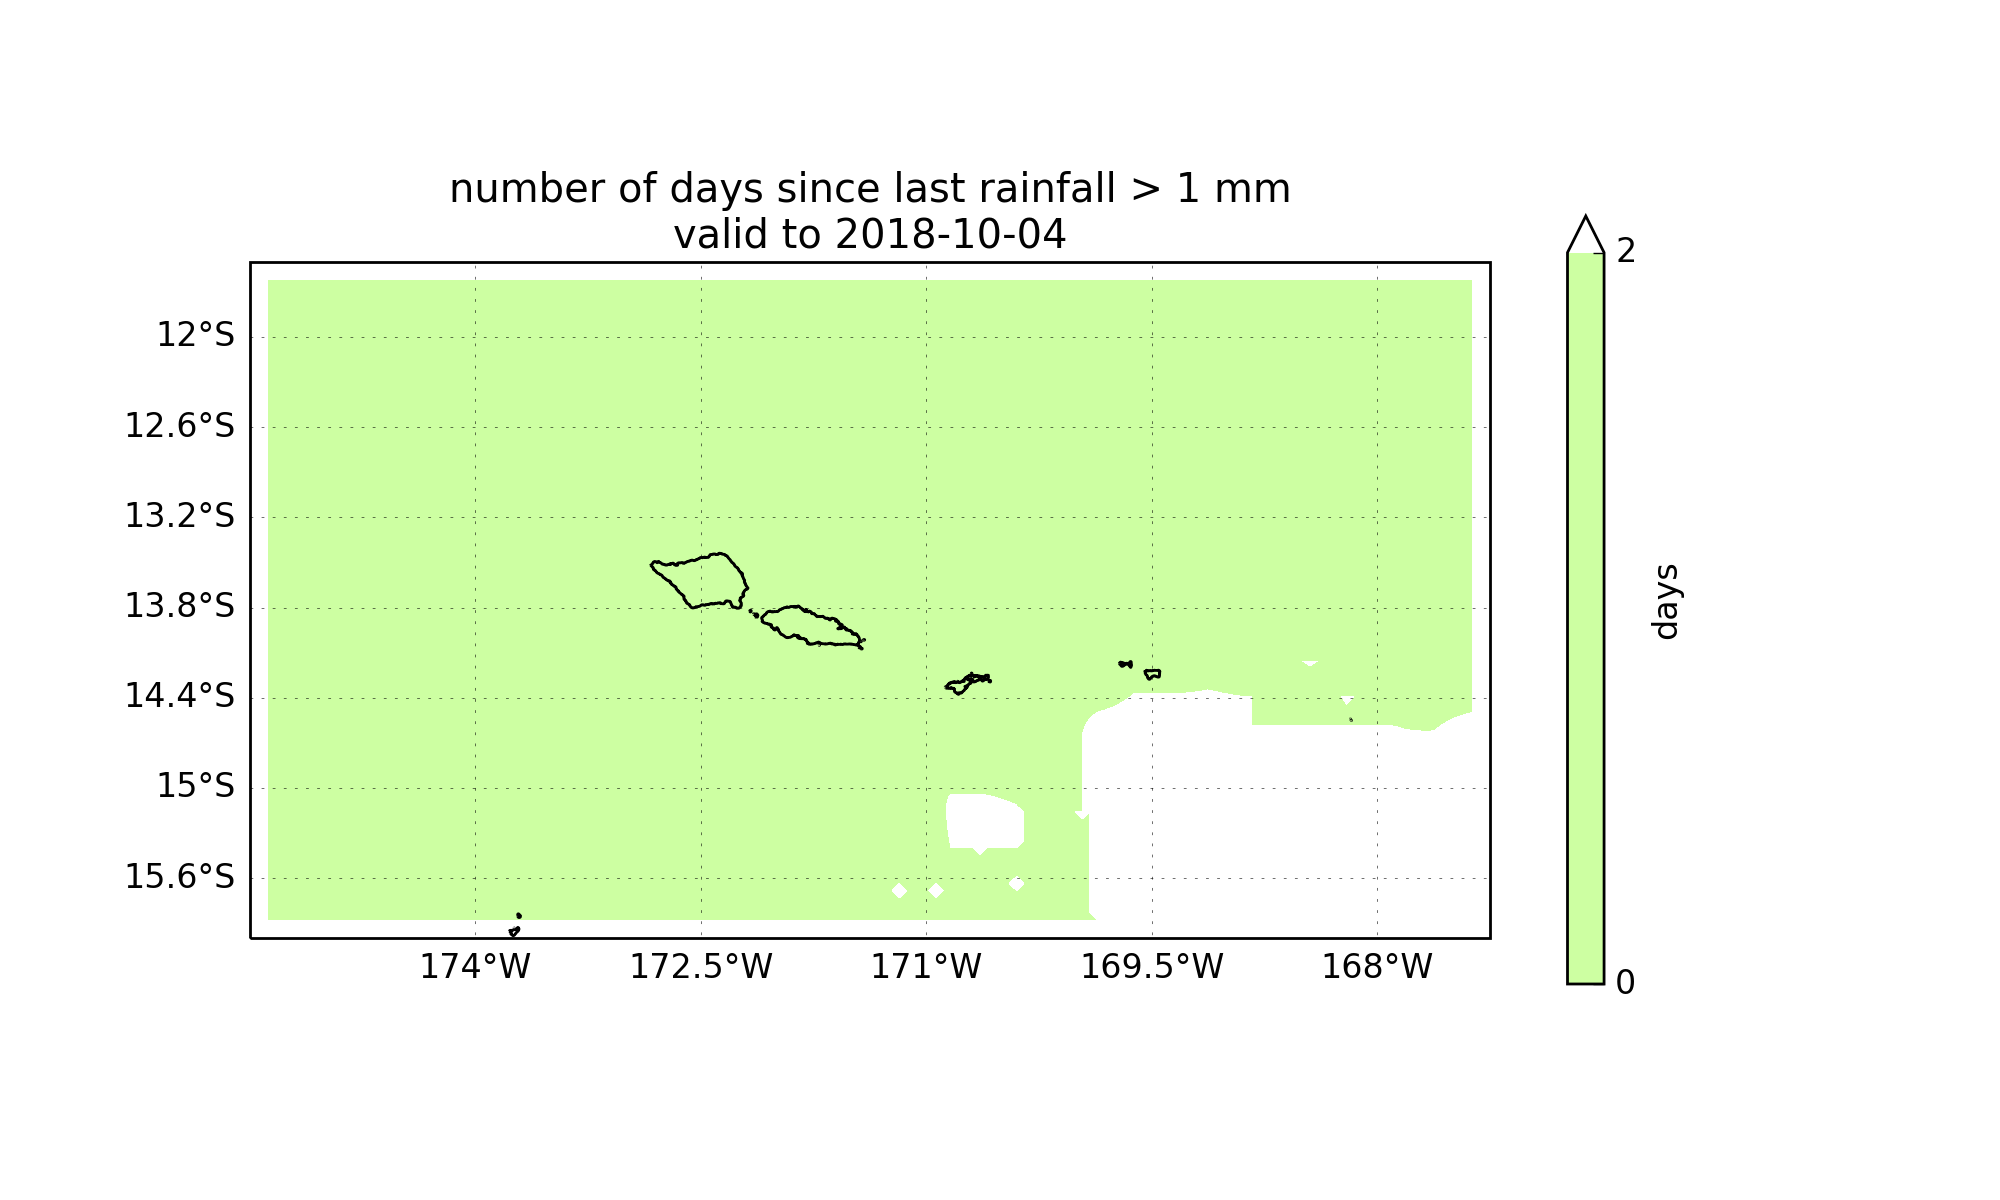 number of days since last rainfall > 1 mm
valid to 2018-10-04
2
12°S
12.6°S
13.2°S
13.8°S
14.4°S
15°S
15.6°S
days
174°W 172.5°W 171°W 169.5°W 168°W
0